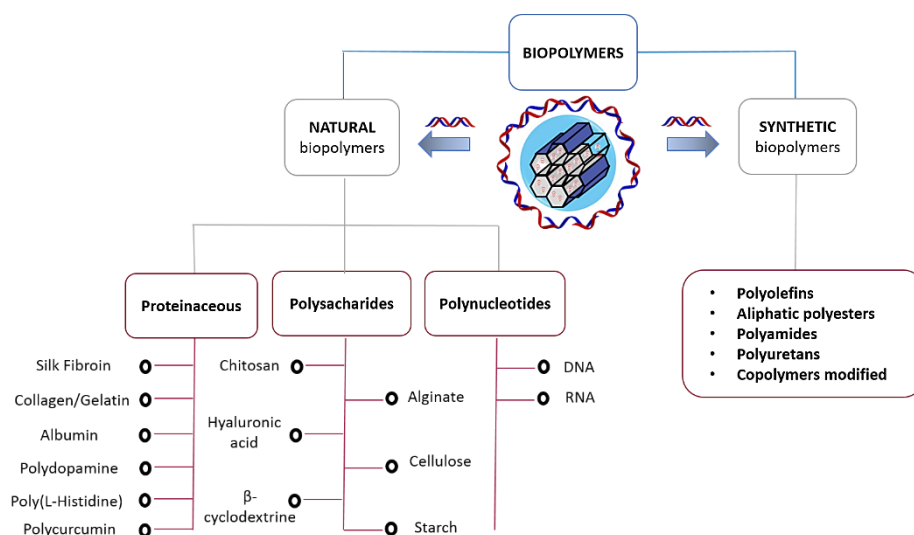 BIOPOLYMERS
NATURAL
biopolymers
SYNTHETIC
biopolymers
Proteinaceous
Polysacharides
Polynucleotides
• Polyolefins
• Aliphatic polyesters
• Polyamides
• Polyuretans
• Copolymers modified
Silk Fibroin
Collagen/Gelatin
Albumin
Polydopamine
Poly(L-Histidine)
Polycurcumin
Chitosan
Hyaluronic
acid
β-
cyclodextrine
Alginate
Cellulose
Starch
DNA
RNA